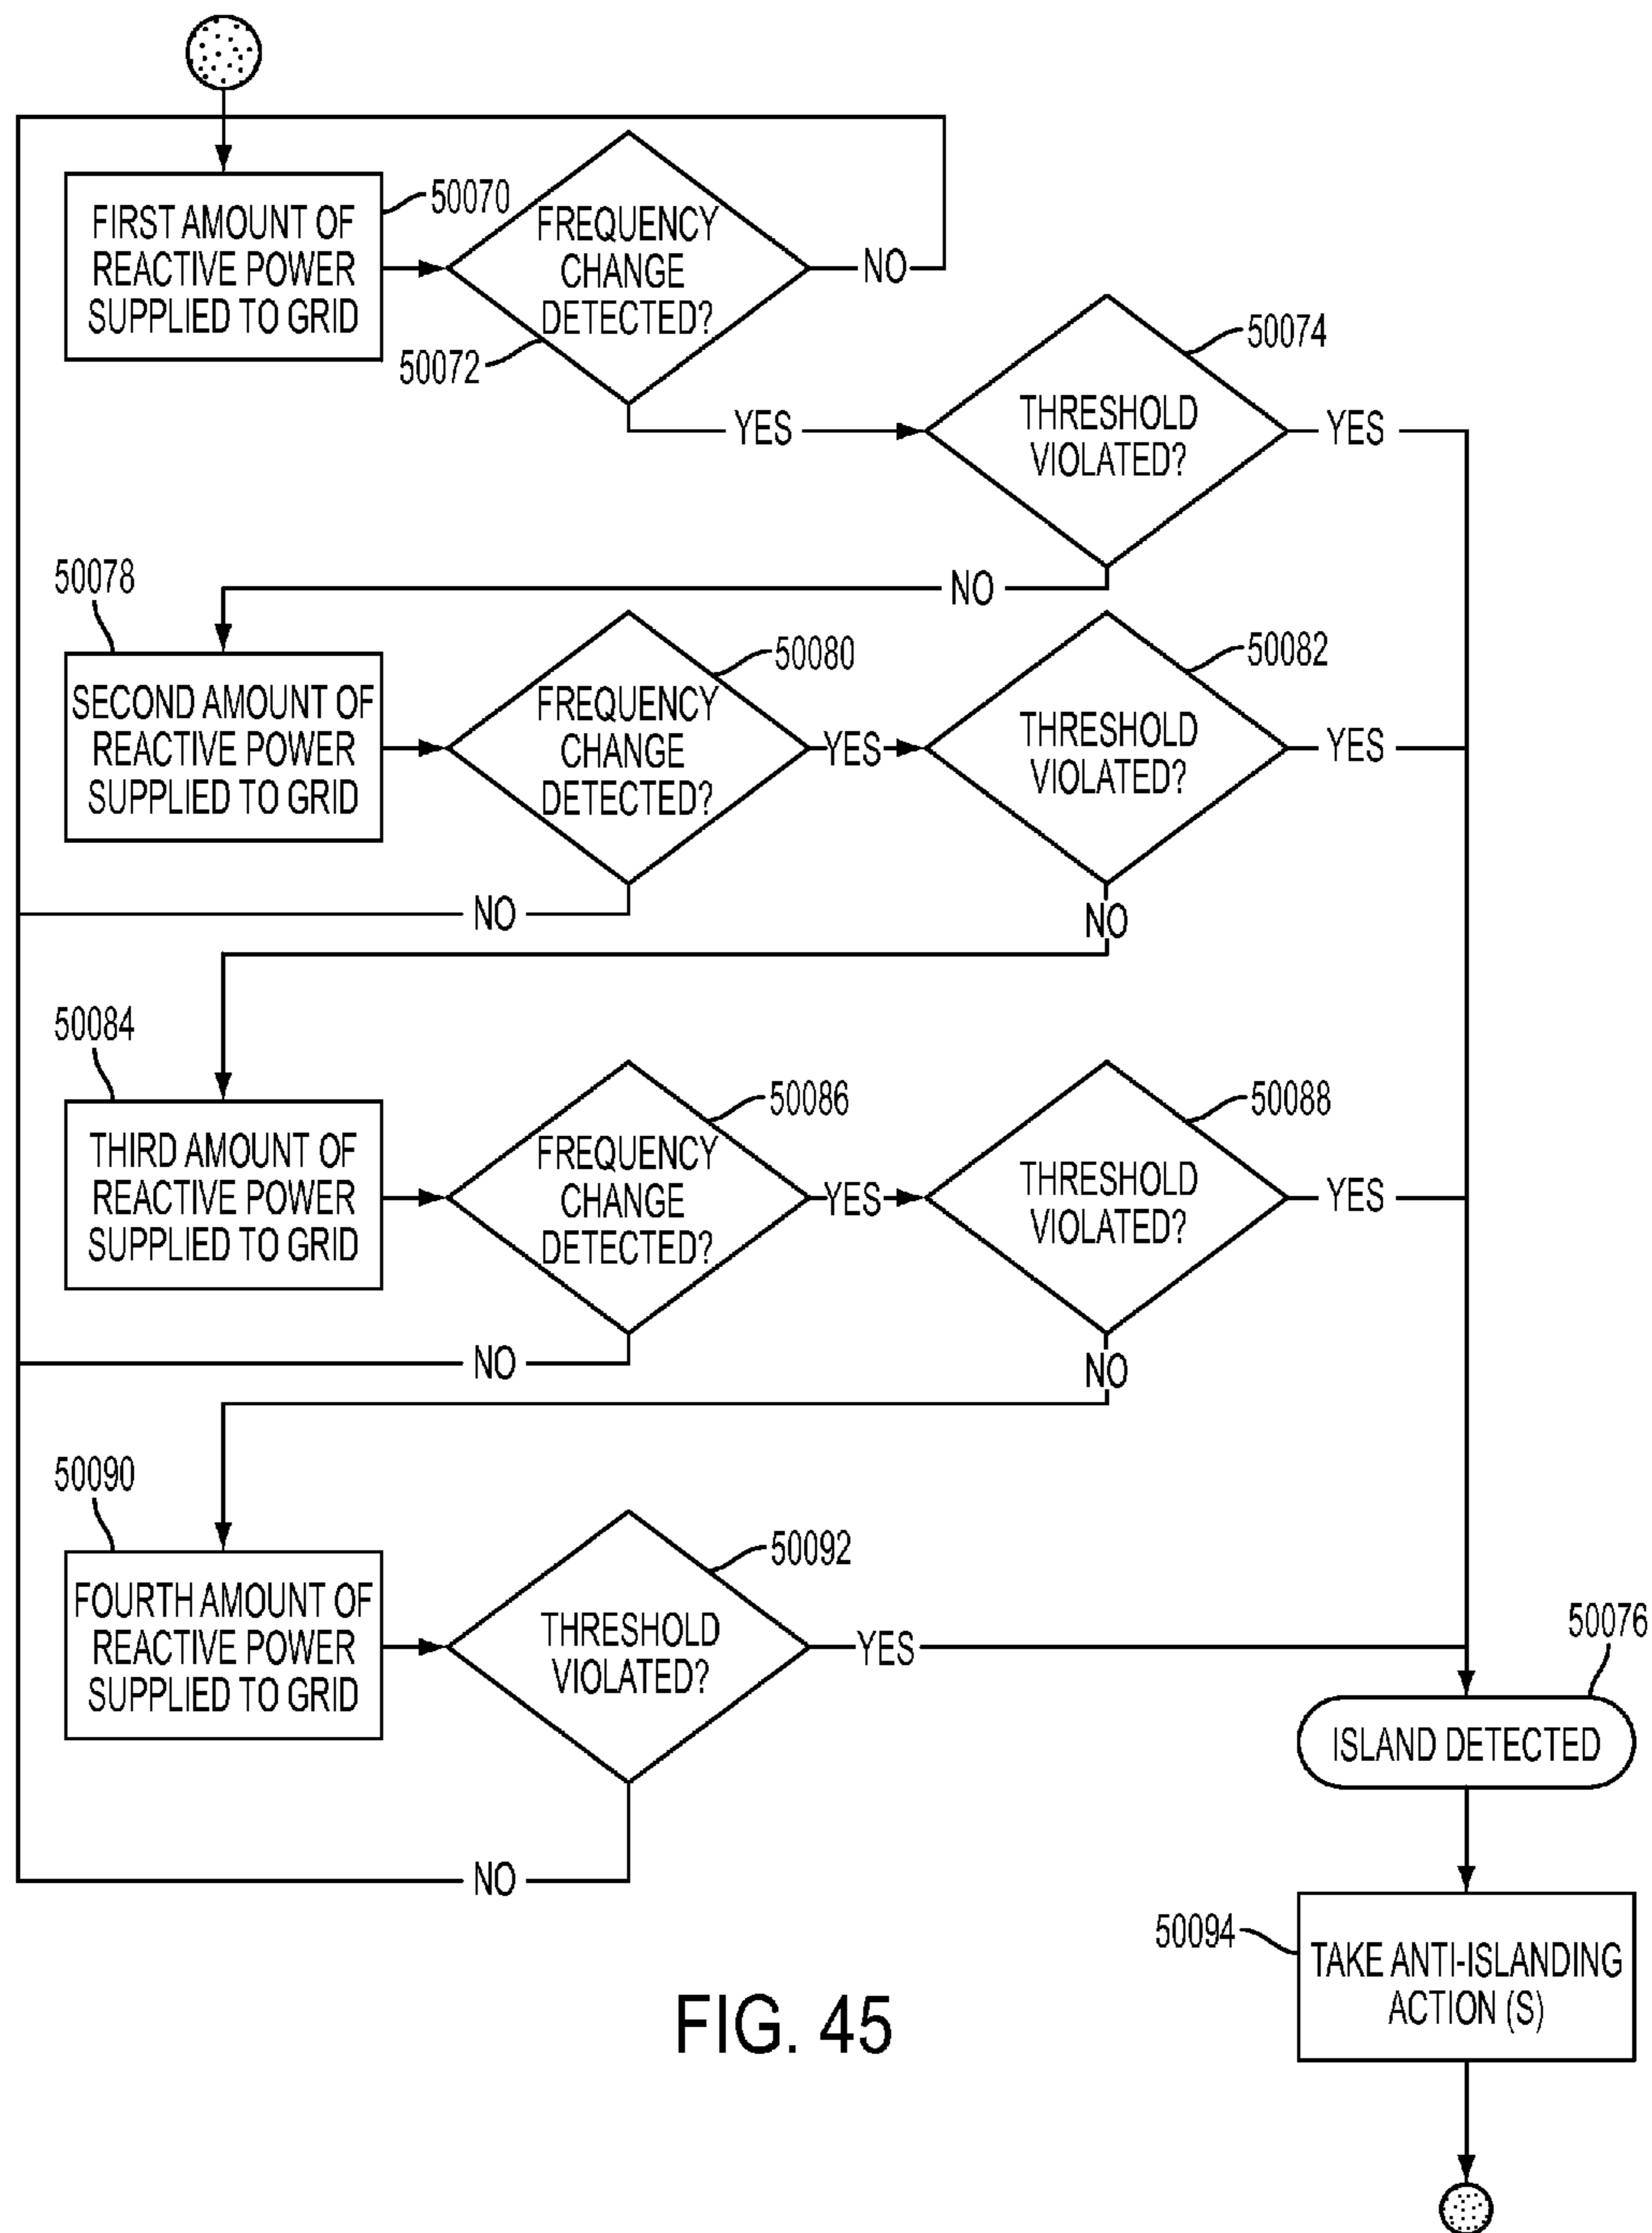 FIRST AMOUNT OF
REACTIVE POWER
SUPPLIED TO GRID
50070
FREQUENCY
CHANGE
DETECTED?
50072
NO
YES
THRESHOLD
VIOLATED?
50074
YES
NO
50078
SECOND AMOUNT OF
REACTIVE POWER
SUPPLIED TO GRID
FREQUENCY
CHANGE
DETECTED?
50080
YES
THRESHOLD
VIOLATED?
50082
YES
NO
NO
50084
THIRD AMOUNT OF
REACTIVE POWER
SUPPLIED TO GRID
FREQUENCY
CHANGE
DETECTED?
50086
YES
THRESHOLD
VIOLATED?
50088
YES
NO
NO
50090
FOURTH AMOUNT OF
REACTIVE POWER
SUPPLIED TO GRID
THRESHOLD
VIOLATED?
50092
YES
NO
50076
ISLAND DETECTED
50094
TAKE ANTI-ISLANDING
ACTION (S)
FIG. 45